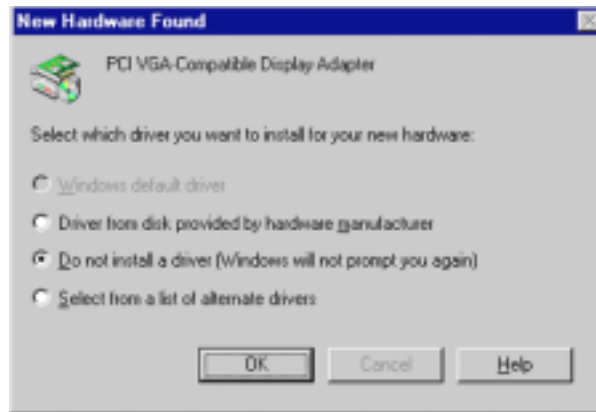 New Hardware Found
PCI VGA-Compatible Display Adapter
Select which driver you want to install for your new hardware:
Windows default driver
Driver from disk provided by hardware manufacturer
Do not install a driver (Windows will not prompt you again)
Select from a list of alternate drivers
OK
Cancel
Help